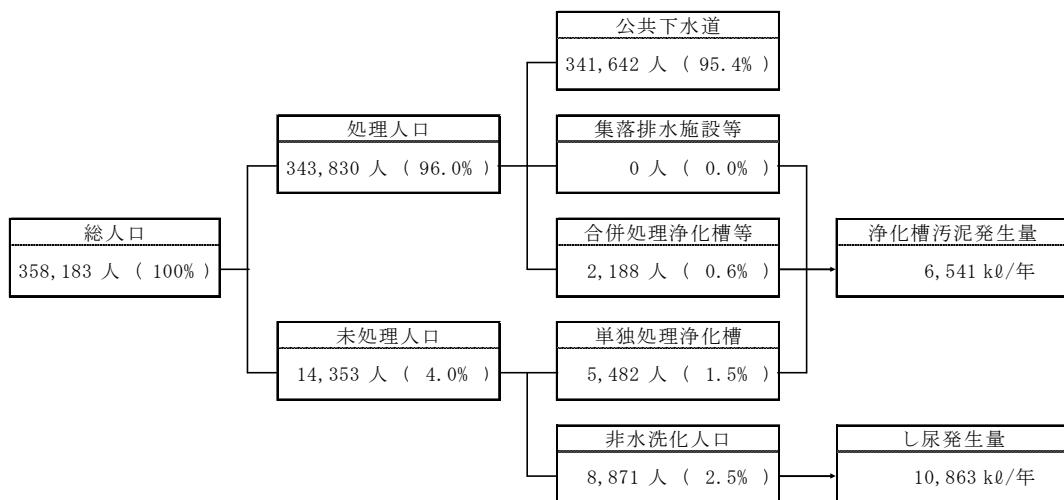 公共下水道
341,642 人 ( 95.4% )
処理人口
343,830 人 ( 96.0% )
集落排水施設等
0 人 ( 0.0% )
総人口
358,183 人 ( 100% )
合併処理浄化槽等
2,188 人 ( 0.6% )
浄化槽汚泥発生量
6,541 kℓ/年
未処理人口
14,353 人 ( 4.0% )
単独処理浄化槽
5,482 人 ( 1.5% )
非水洗化人口
8,871 人 ( 2.5% )
し尿発生量
10,863 kℓ/年